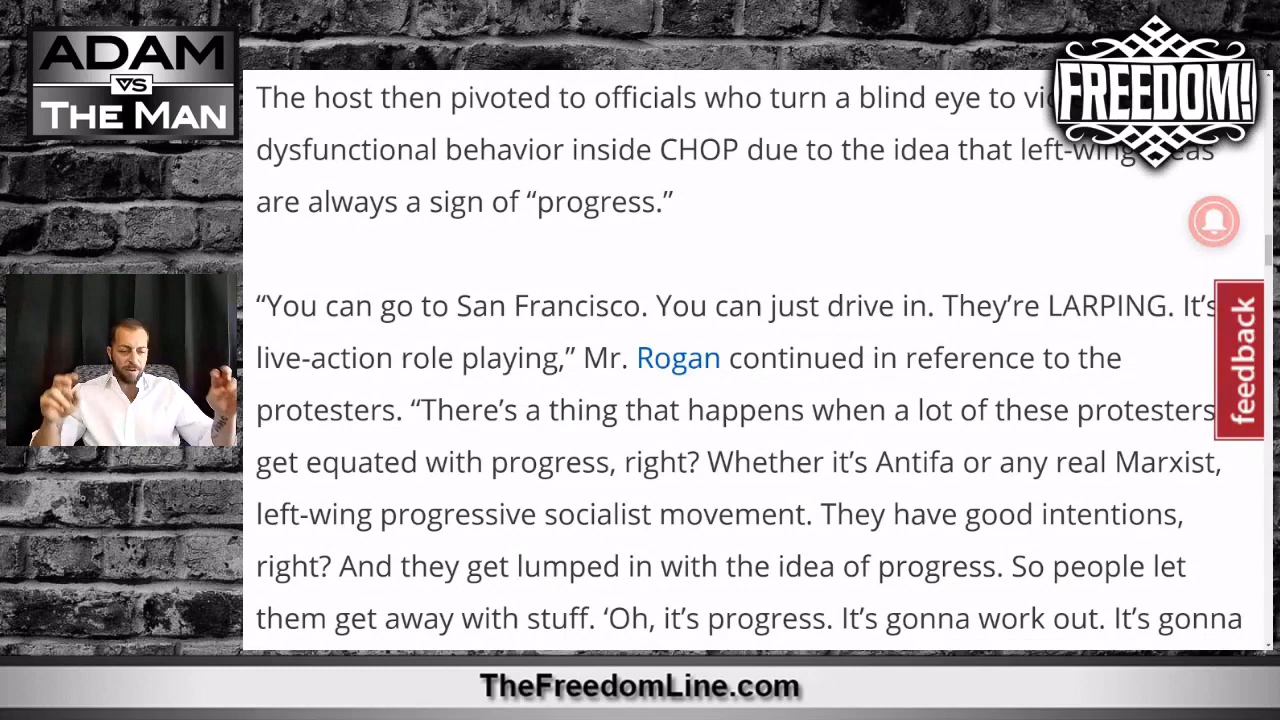 ADAM
VS
THE MAN
FREEDOM!
The host then pivoted to officials who turn a blind eye to
dysfunctional behavior inside CHOP due to the idea that left-wing
are always a sign of “progress.”
“You can go to San Francisco. You can just drive in. They’re LARPING. It’s
live-action role playing,” Mr. Rogan continued in reference to the
protesters. “There’s a thing that happens when a lot of these protesters
get equated with progress, right? Whether it’s Antifa or any real Marxist,
left-wing progressive socialist movement. They have good intentions,
right? And they get lumped in with the idea of progress. So people let
them get away with stuff. ‘Oh, it’s progress. It’s gonna work out. It’s gonna
feedback
TheFreedomLine.com